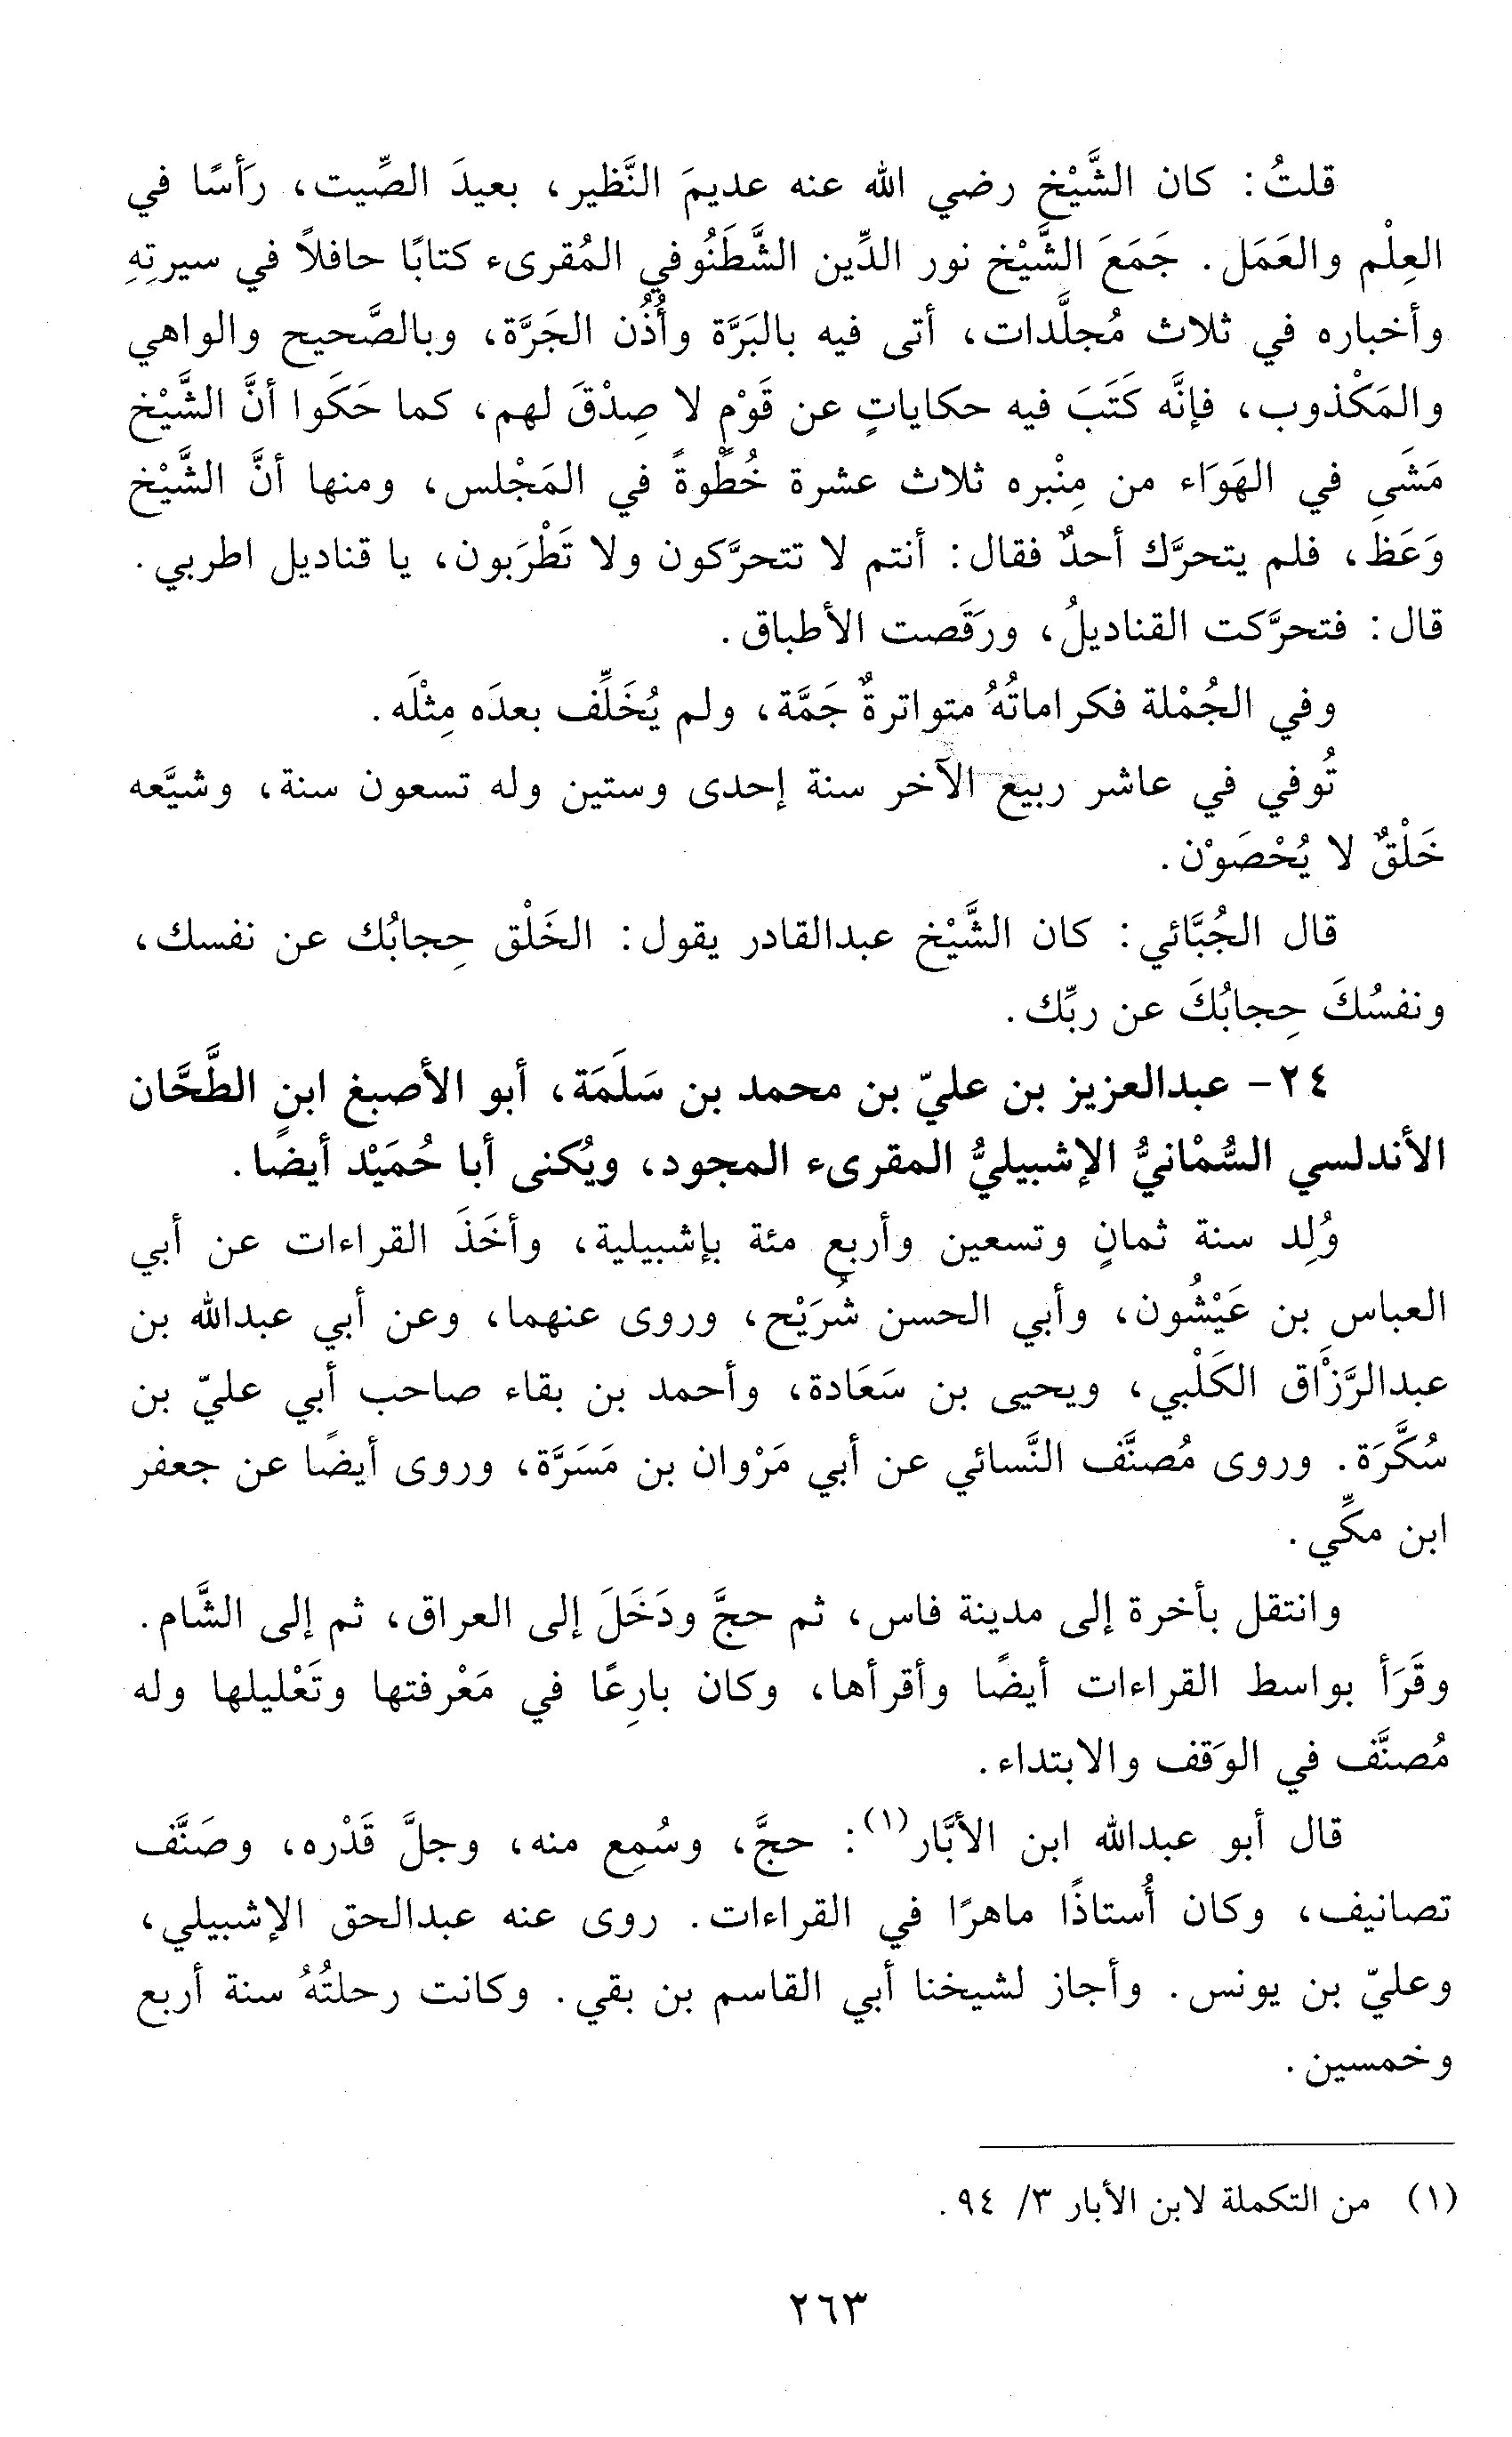 قلتُ: كان الشَّيْخ رضي الله عنه عديمَ النَّظير، بعيدَ الصِّيت، رَأسًا في
العِلْم والعَمَل. جَمَعَ الشَّيْخ نور الدِّين الشَّطَنُوفي المُقرىء كتابًا حافلاً في سيرتِهِ
وأخباره في ثلاث مُجلَّدات، أتى فيه بالبَرَّة وأُذُن الجَرَّة، وبالصَّحيح والواهي
والمَكْذوب، فإنَّه كَتَبَ فيه حكاياتٍ عن قَوْمٍ لا صِدْقَ لهم، كما حَكَوا أنَّ الشَّيْخ
مَشَى في الهَوَاء من مِنْبره ثلاث عشرة خُطْوةً في المَجْلس، ومنها أنَّ الشَّيْخ
وَعَظَ، فلم يتحرَّك أحدٌ فقال: أنتم لا تتحرَّكون ولا تَطْرَبون، يا قناديل اطربي.
قال: فتحرَّكت القناديلُ، ورَقَصت الأطباق.
وفي الجُمْلة فكراماتُهُ متواترةٌ جَمَّة، ولم يُخَلِّف بعدَه مِثْلَه.
تُوفي في عاشر ربيع الآخر سنة إحدى وستين وله تسعون سنة، وشيَّعه
خَلْقٌ لا يُحْصَوْن.
قال الجُبَّائي: كان الشَّيْخ عبدالقادر يقول: الخَلْق حِجابُك عن نفسك،
ونفسُكَ حِجابُكَ عن ربِّك.
٢٤- عبدالعزيز بن عليّ بن محمد بن سَلَمَة، أبو الأصبغ ابن الطَّحَّان
الأندلسي السُّمْانيُّ الإشبيليُّ المقرىء المجود، ويُكنى أبا حُمَيْد أيضًا.
وُلِد سنة ثمانٍ وتسعين وأربع مئة بإشبيلية، وأخَذَ القراءات عن أبي
العباس بن عَيْشُون، وأبي الحسن شُرَيْح، وروى عنهما، وعن أبي عبدالله بن
عبدالرَّزَّاق الكَلْبي، ويحيى بن سَعَادة، وأحمد بن بقاء صاحب أبي عليّ بن
سُكَّرَة. وروى مُصنَّف النَّسائي عن أبي مَرْوان بن مَسَرَّة، وروى أيضًا عن جعفر
ابن مكِّي.
وانتقل بأخرة إلى مدينة فاس، ثم حجَّ ودَخَلَ إلى العراق، ثم إلى الشَّام.
وقَرَأ بواسط القراءات أيضًا وأقرأها، وكان بارِعًا في مَعْرفتها وتَعْليلها وله
مُصنَّف في الوَقف والابتداء.
قال أبو عبدالله ابن الأبَّار(١): حجَّ، وسُمِع منه، وجلَّ قَدْره، وصَنَّف
تصانيف، وكان أُستاذًا ماهرًا في القراءات. روى عنه عبدالحق الإشبيلي،
وعليّ بن يونس. وأجاز لشيخنا أبي القاسم بن بقي. وكانت رحلتُهُ سنة أربع
وخمسين.
(١) من التكملة لابن الأبار ٣/ ٩٤.
٢٦٣